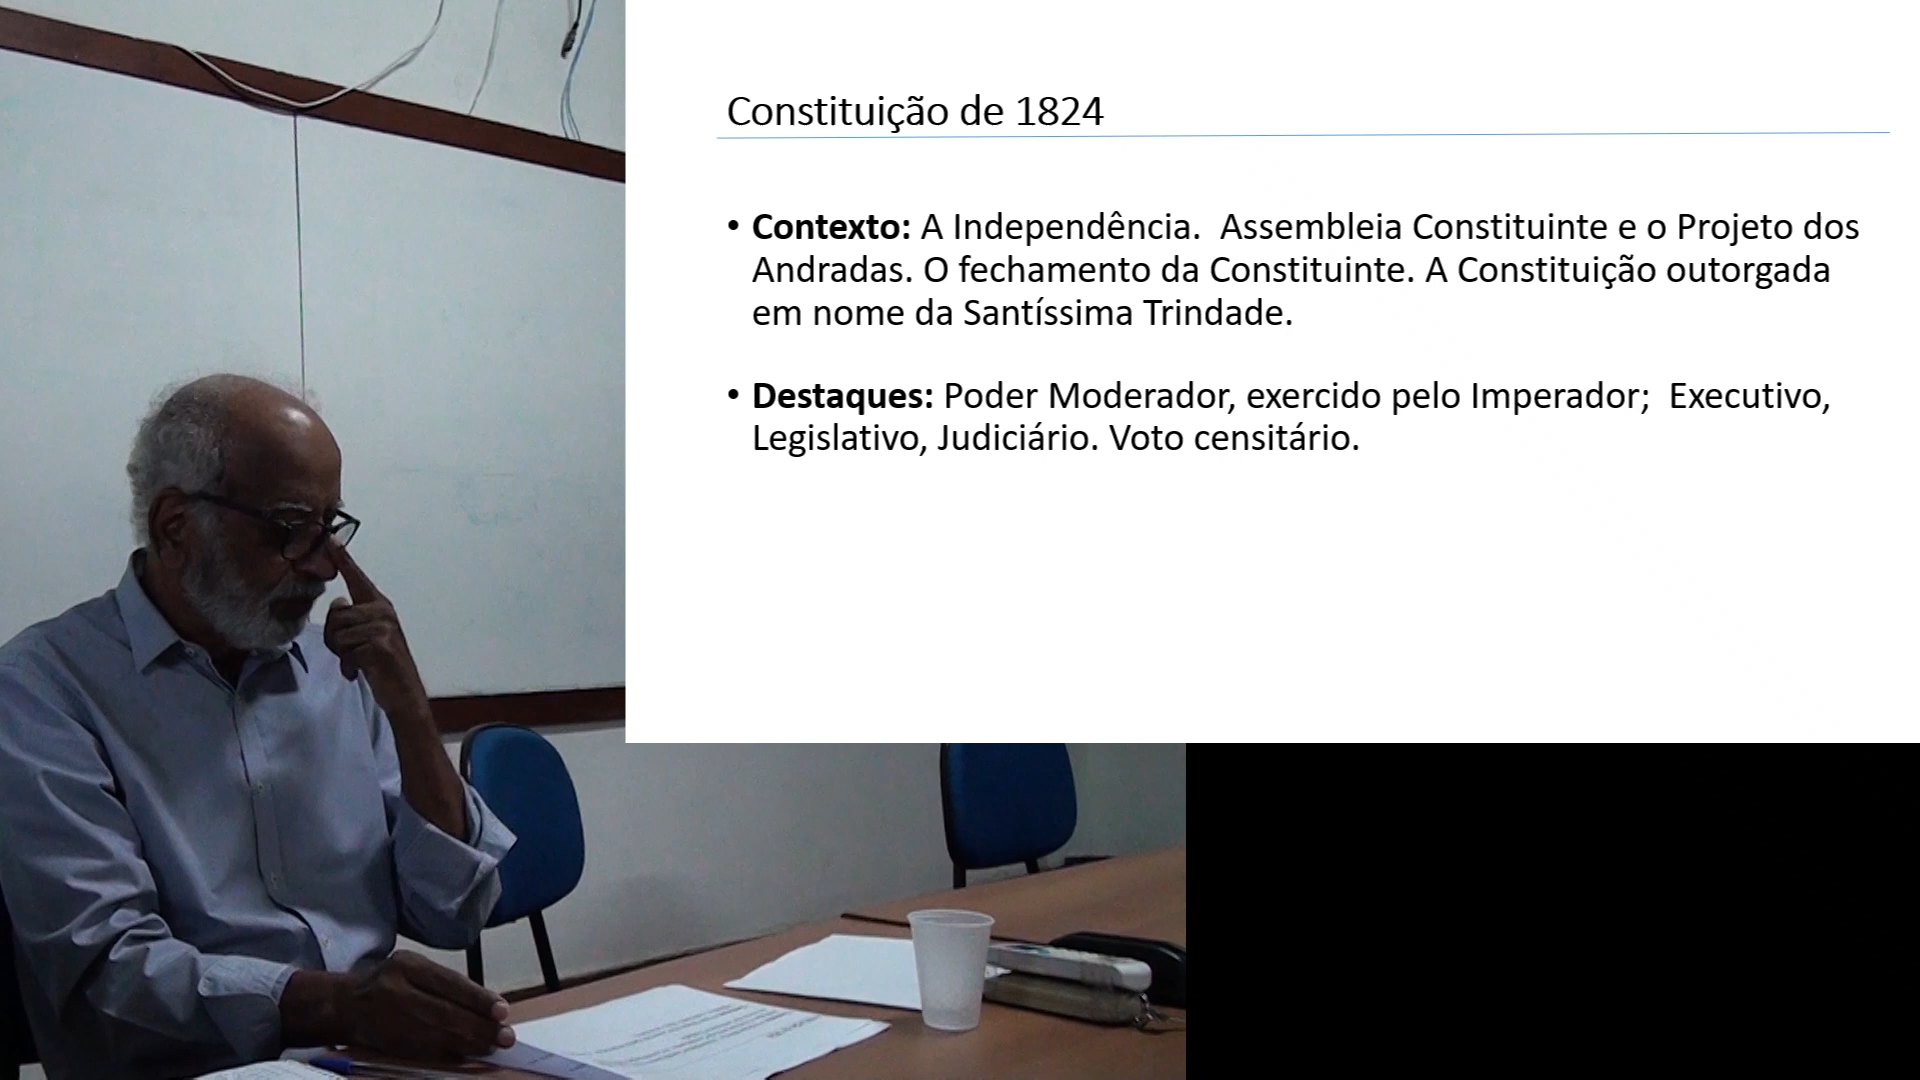 Constituição de 1824
• Contexto: A Independência.  Assembleia Constituinte e o Projeto dos
Andradas. O fechamento da Constituinte. A Constituição outorgada
em nome da Santíssima Trindade.
• Destaques: Poder Moderador, exercido pelo Imperador;  Executivo,
Legislativo, Judiciário. Voto censitário.